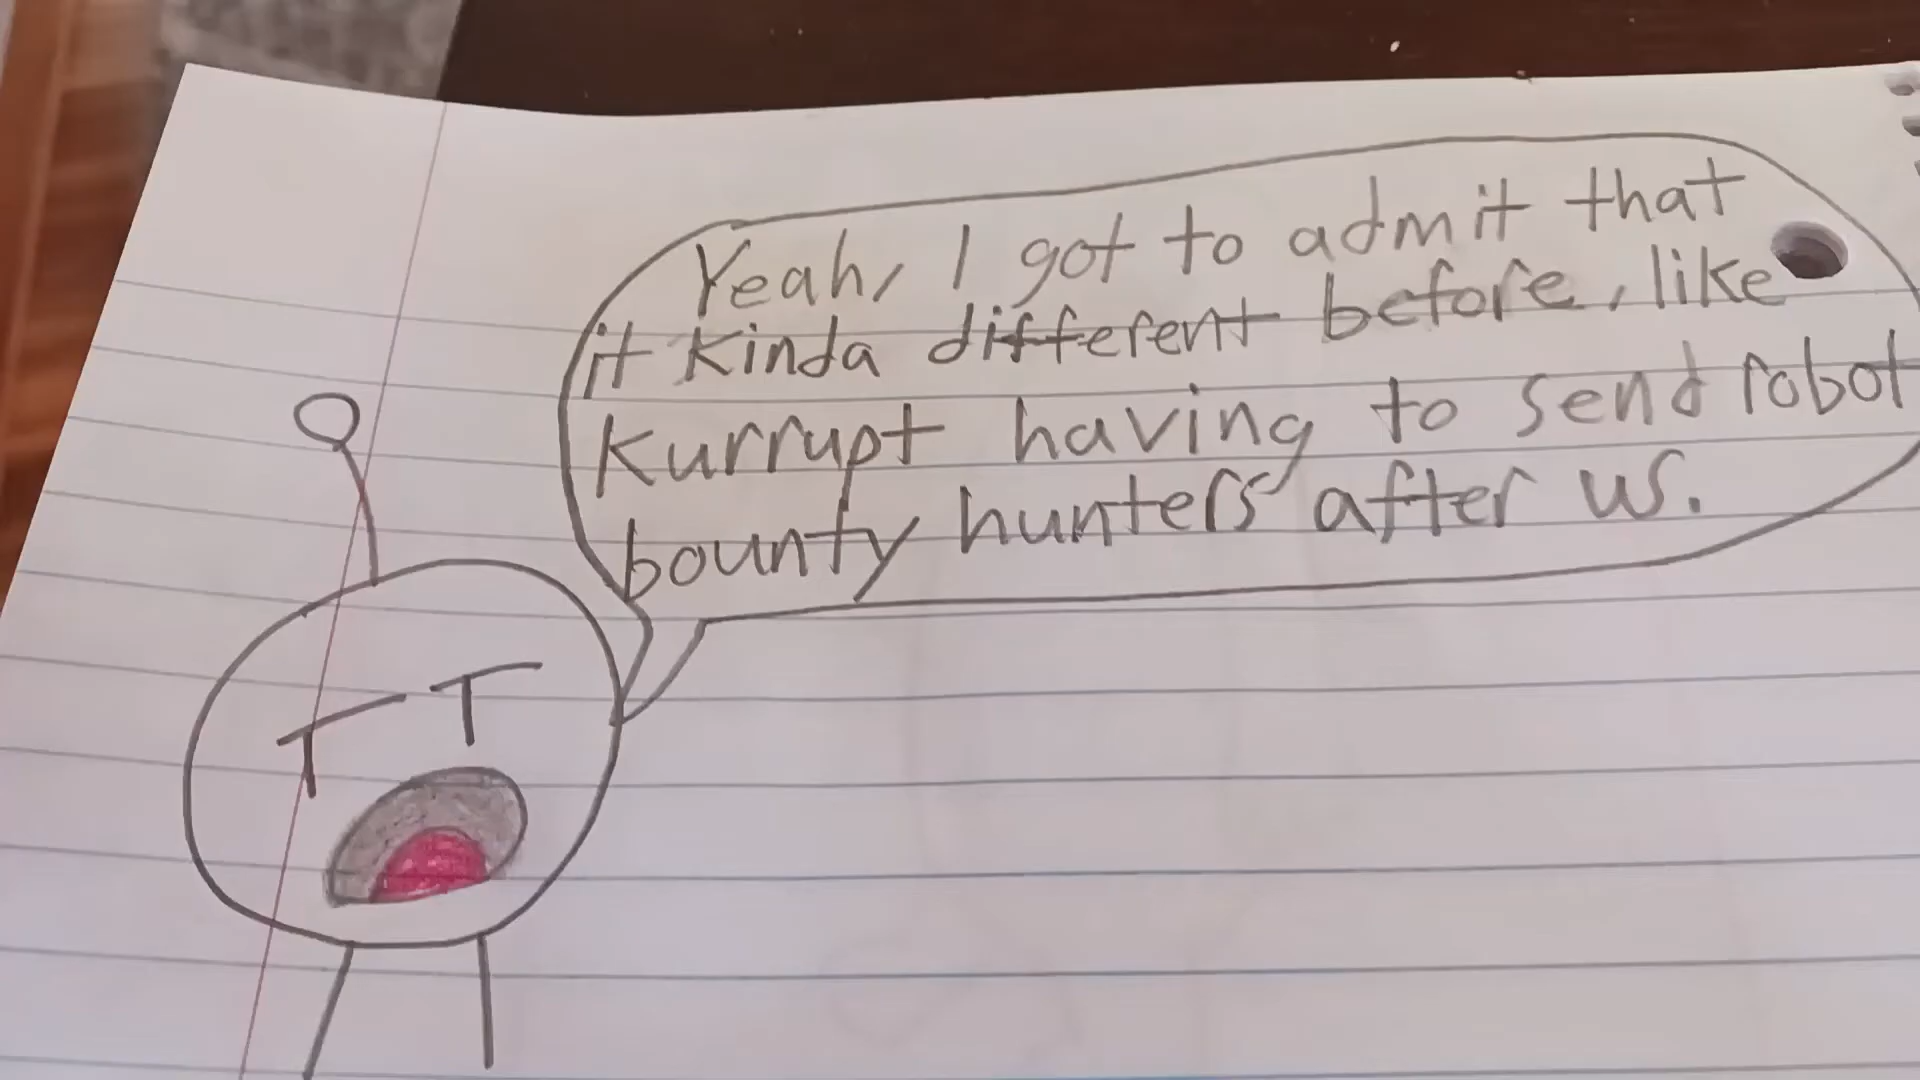 Yeah, I got to admit that
it kinda different before, like
Kurrupt having to send robot
bounty hunters after us.